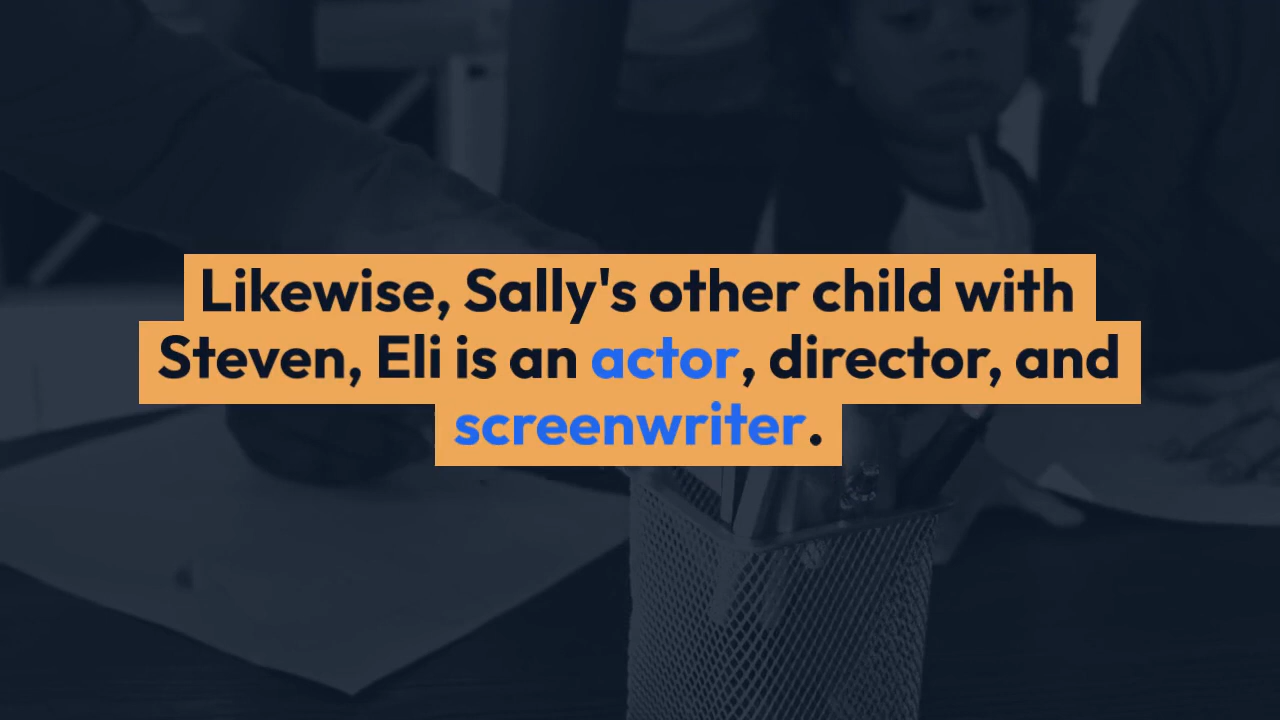 Likewise, Sally's other child with
Steven, Eli is an actor, director, and
screenwriter.